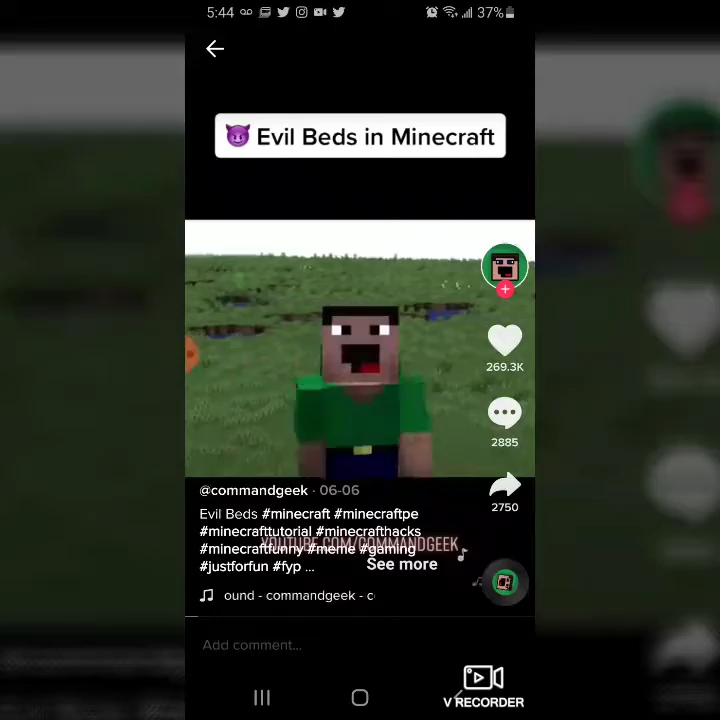 5:44
37%
😈 Evil Beds in Minecraft
269.3K
2885
2750
@commandgeek · 06-06
Evil Beds #minecraft #minecraftpe
#minecrafttutorial #minecrafthacks
#minecraftfunny #meme #gaming
#justforfun #fyp ...
See more
YOUTUBE.COM/COMMANDGEEK
ound - commandgeek - c
Add comment...
V RECORDER